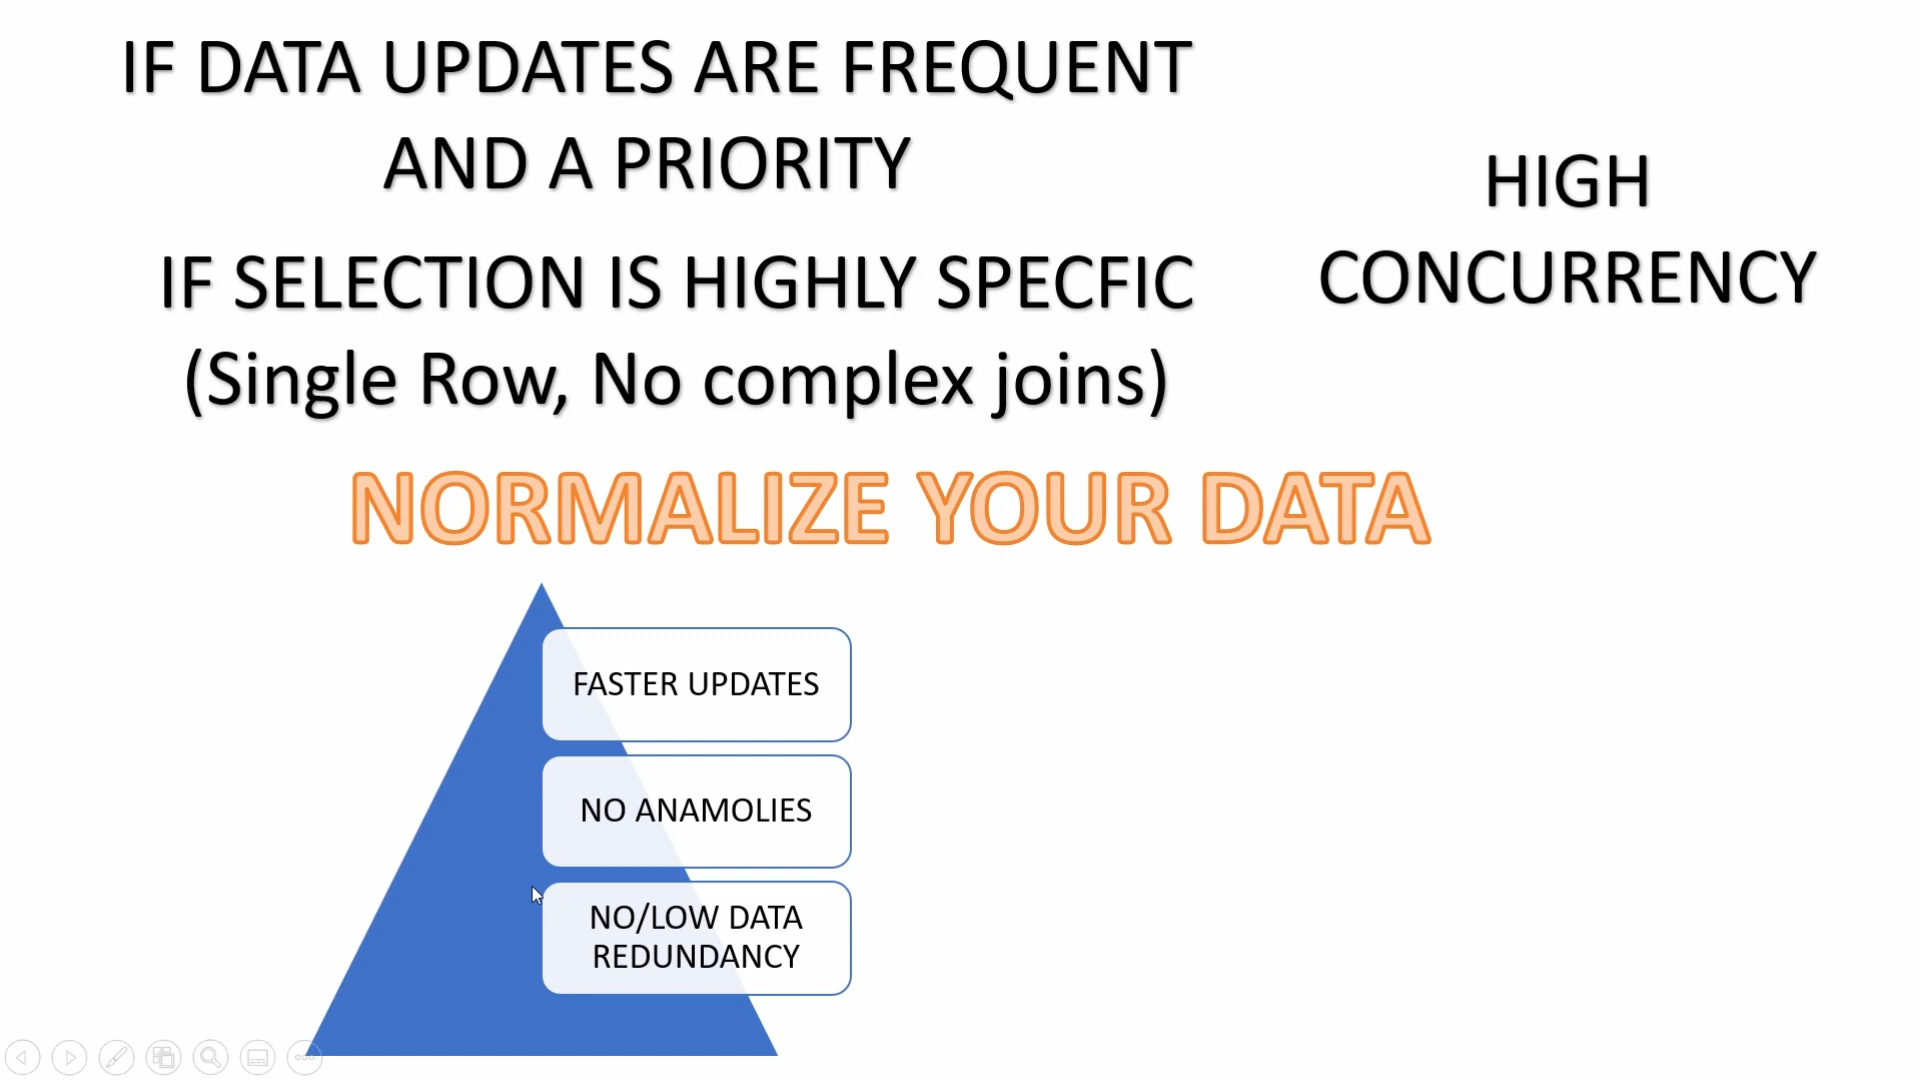 IF DATA UPDATES ARE FREQUENT
AND A PRIORITY
HIGH
CONCURRENCY
IF SELECTION IS HIGHLY SPECFIC
(Single Row, No complex joins)
NORMALIZE YOUR DATA
FASTER UPDATES
NO ANAMOLIES
NO/LOW DATA
REDUNDANCY